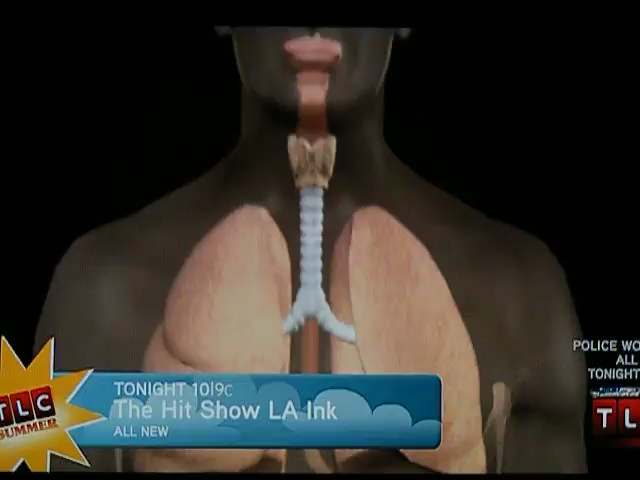 POLICE WO
ALL
TONIGHT
TONIGHT 10|9c
The Hit Show LA Ink
ALL NEW
TLC
SUMMER
TL